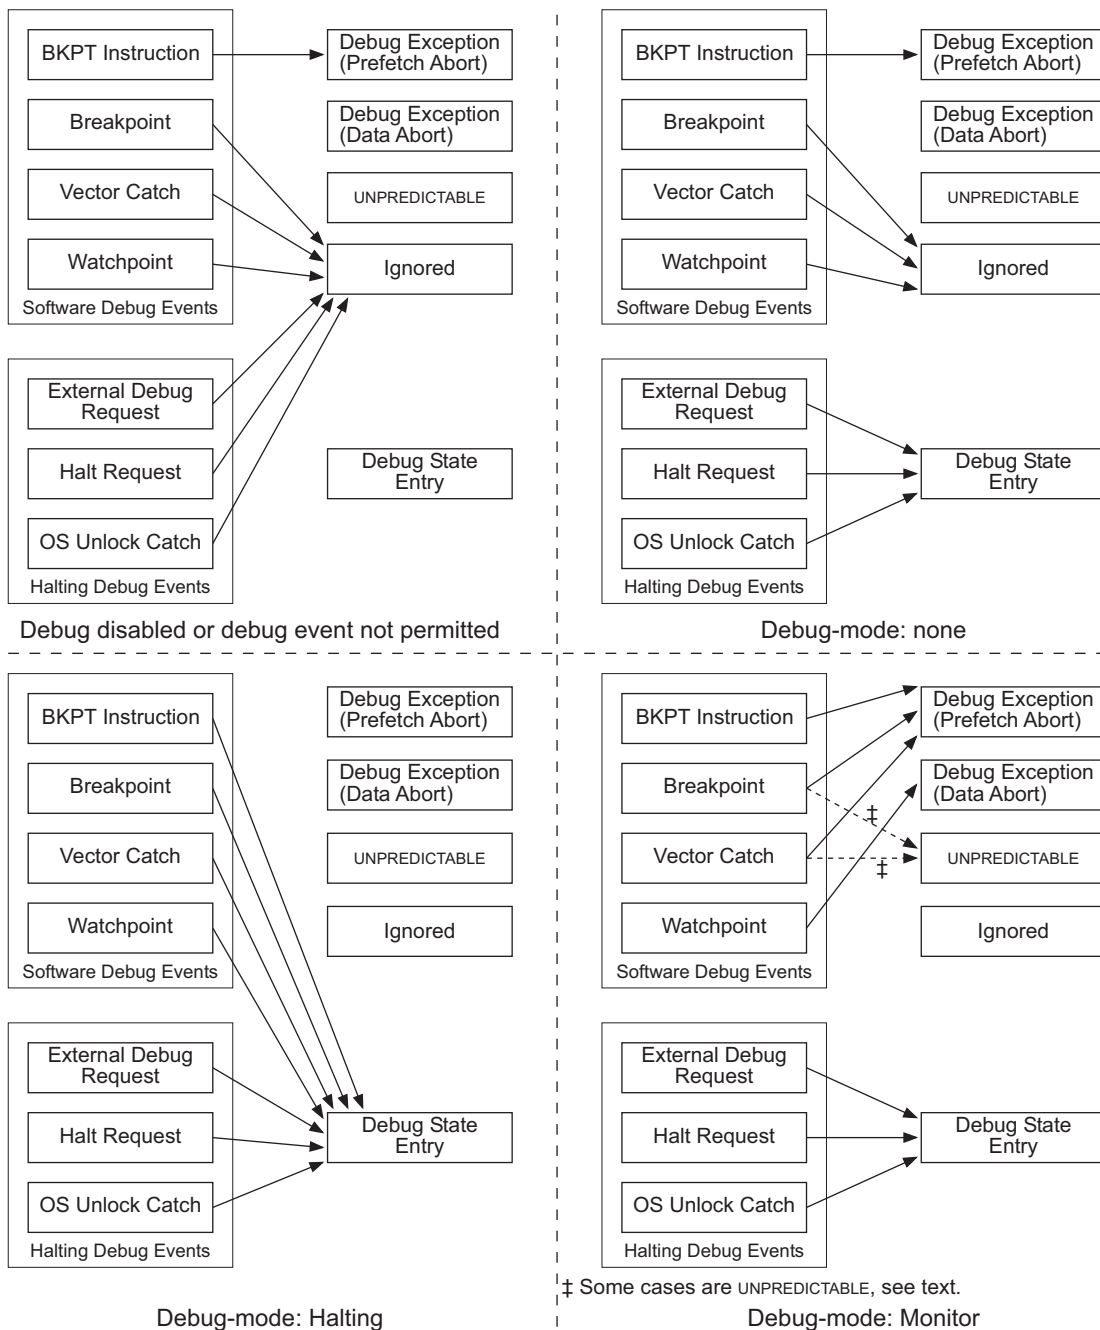 BKPT Instruction
Breakpoint
Vector Catch
Watchpoint
Software Debug Events
Debug Exception
(Prefetch Abort)
Debug Exception
(Data Abort)
UNPREDICTABLE
Ignored
External Debug
Request
Halt Request
OS Unlock Catch
Halting Debug Events
Debug State
Entry
Debug disabled or debug event not permitted
BKPT Instruction
Breakpoint
Vector Catch
Watchpoint
Software Debug Events
Debug Exception
(Prefetch Abort)
Debug Exception
(Data Abort)
UNPREDICTABLE
Ignored
External Debug
Request
Halt Request
OS Unlock Catch
Halting Debug Events
Debug State
Entry
Debug-mode: none
BKPT Instruction
Breakpoint
Vector Catch
Watchpoint
Software Debug Events
Debug Exception
(Prefetch Abort)
Debug Exception
(Data Abort)
UNPREDICTABLE
Ignored
External Debug
Request
Halt Request
OS Unlock Catch
Halting Debug Events
Debug State
Entry
Debug-mode: Halting
BKPT Instruction
Breakpoint
Vector Catch
Watchpoint
Software Debug Events
Debug Exception
(Prefetch Abort)
Debug Exception
(Data Abort)
‡
UNPREDICTABLE
‡
Ignored
External Debug
Request
Halt Request
OS Unlock Catch
Halting Debug Events
Debug State
Entry
‡ Some cases are UNPREDICTABLE, see text.
Debug-mode: Monitor